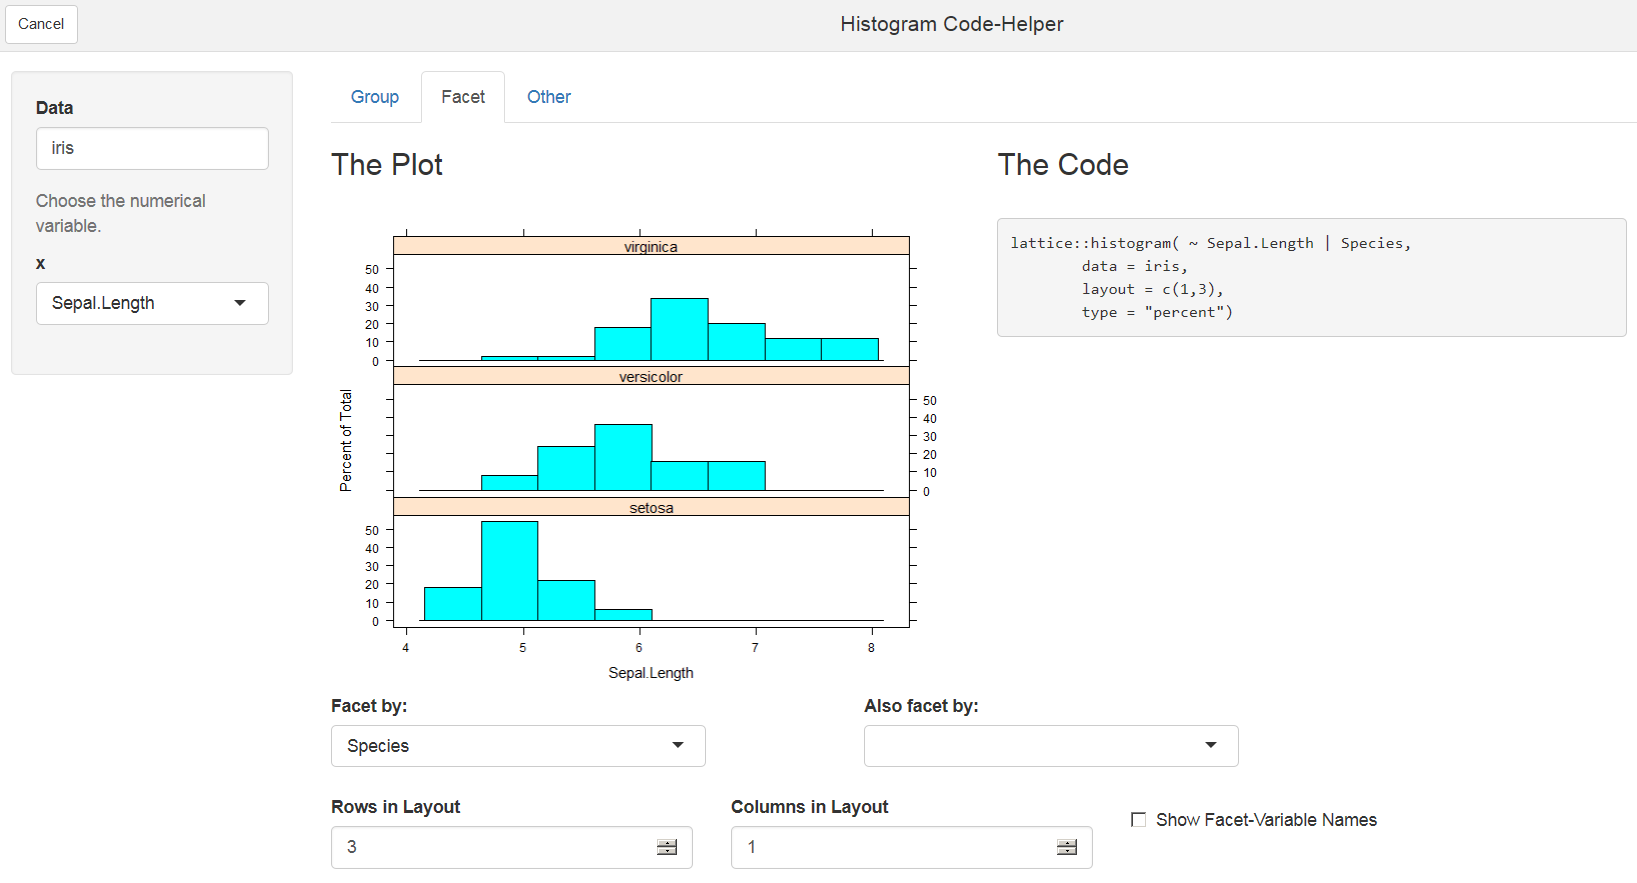 Cancel
Histogram Code-Helper
Data
iris
Choose the numerical
variable.
x
Sepal.Length
Group
Facet
Other
The Plot
virginica
50
40
30
20
10
0
versicolor
50
40
30
20
10
0
setosa
50
40
30
20
10
0
Percent of Total
4 5 6 7 8
Sepal.Length
The Code
lattice::histogram( ~ Sepal.Length | Species,
data = iris,
layout = c(1,3),
type = "percent")
Facet by:
Species
Also facet by:
Rows in Layout
3
Columns in Layout
1
Show Facet-Variable Names